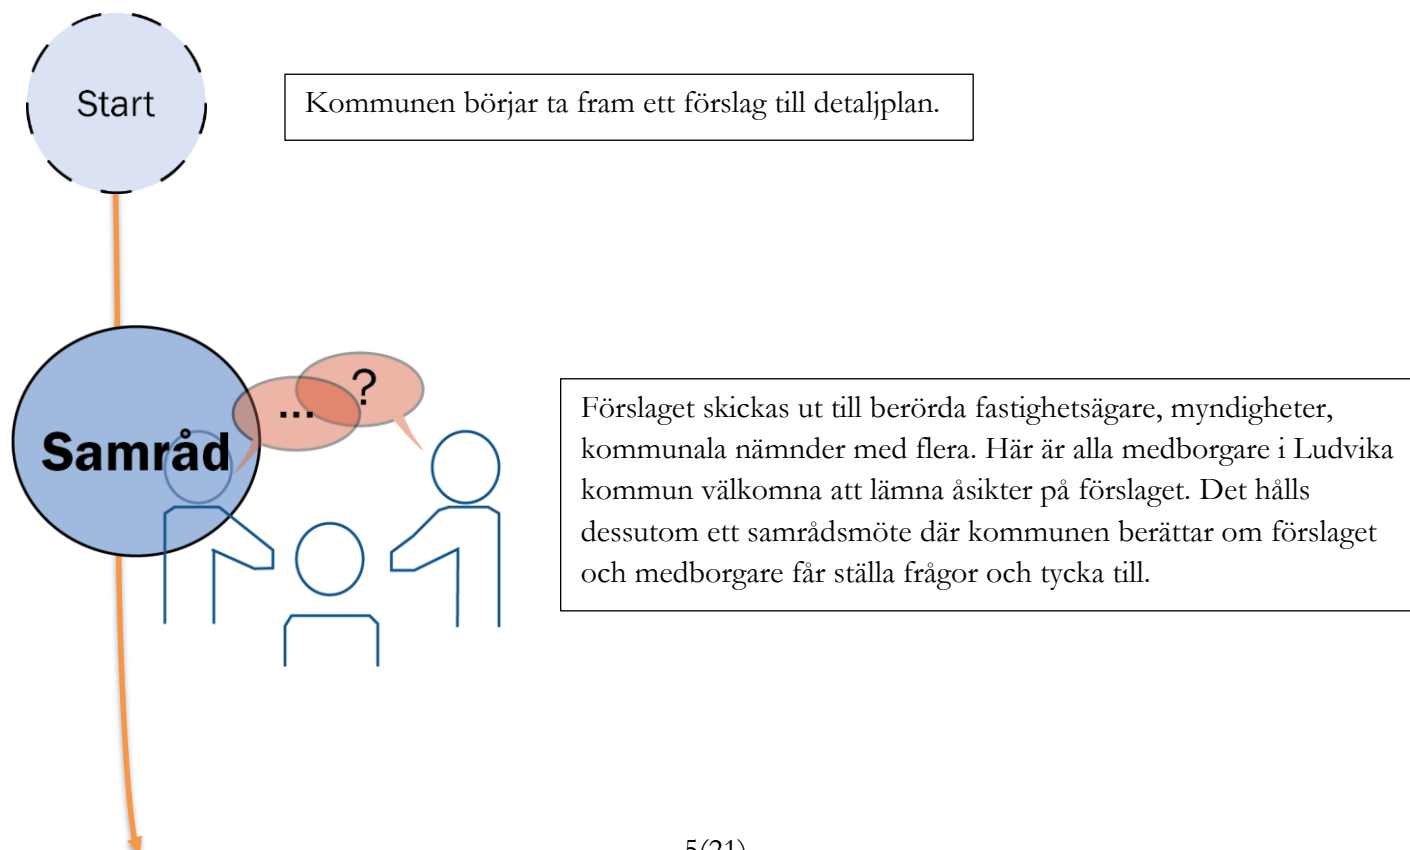 Start
Kommunen börjar ta fram ett förslag till detaljplan.
?
...
Samråd
Förslaget skickas ut till berörda fastighetsägare, myndigheter,
kommunala nämnder med flera. Här är alla medborgare i Ludvika
kommun välkomna att lämna åsikter på förslaget. Det hålls
dessutom ett samrådsmöte där kommunen berättar om förslaget
och medborgare får ställa frågor och tycka till.
5(21)